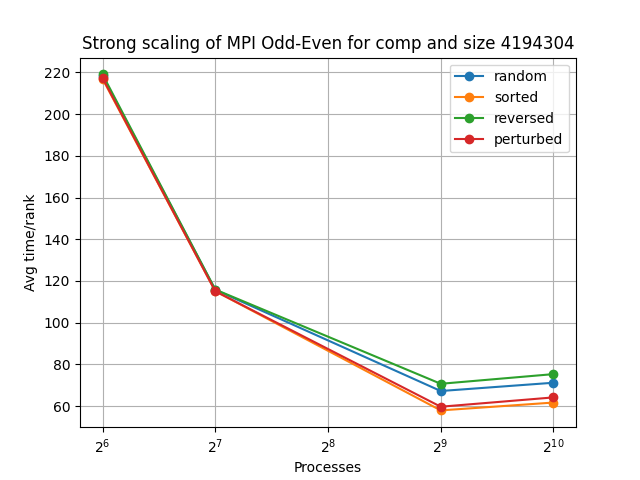 Strong scaling of MPI Odd-Even for comp and size 4194304
random
sorted
reversed
perturbed
220
200
180
160
140
120
100
80
60
Avg time/rank
2^6 2^7 2^8 2^9 2^10
Processes